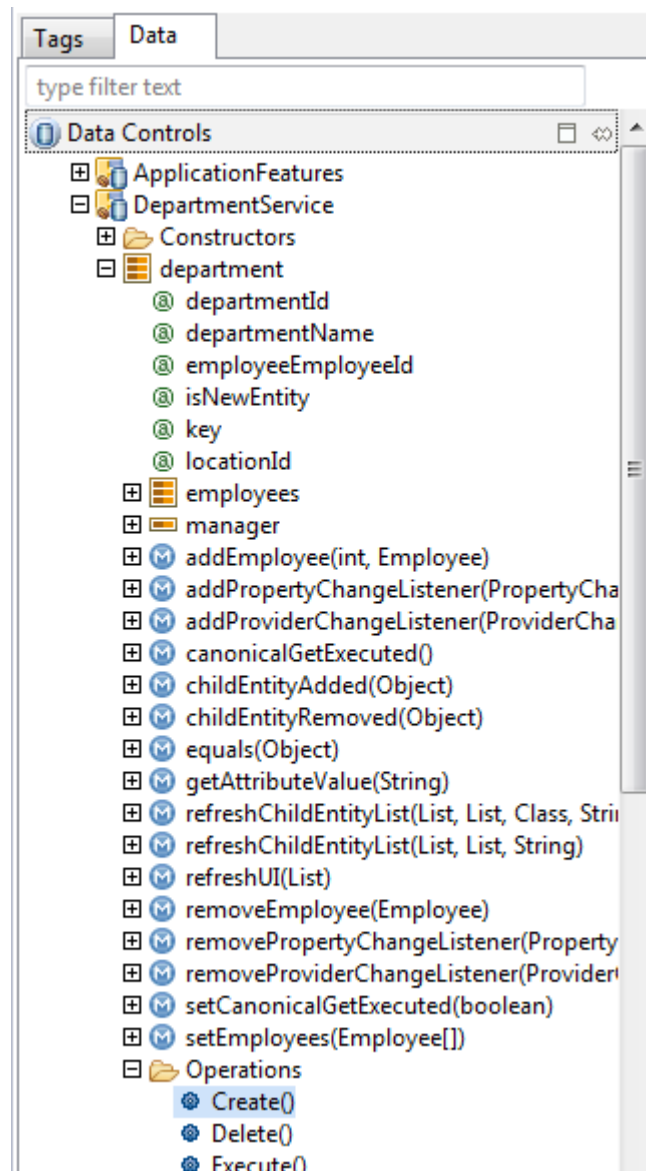 Tags Data
type filter text
Data Controls
ApplicationFeatures
DepartmentService
Constructors
department
departmentId
departmentName
employeeEmployeeId
isNewEntity
key
locationId
employees
manager
addEmployee(int, Employee)
addPropertyChangeListener(PropertyCha
addProviderChangeListener(ProviderCha
canonicalGetExecuted()
childEntityAdded(Object)
childEntityRemoved(Object)
equals(Object)
getAttributeValue(String)
refreshChildEntityList(List, List, Class, Stri
refreshChildEntityList(List, List, String)
refreshUI(List)
removeEmployee(Employee)
removePropertyChangeListener(Property
removeProviderChangeListener(Provider
setCanonicalGetExecuted(boolean)
setEmployees(Employee[])
Operations
Create()
Delete()
Execute()